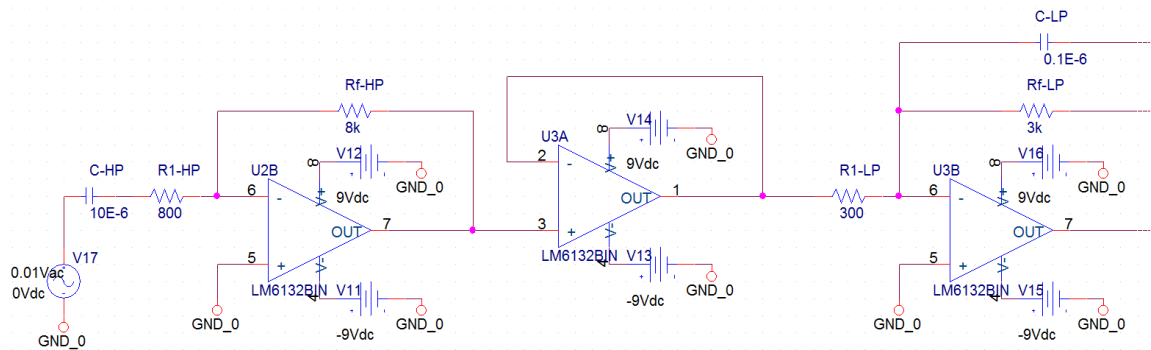 C-LP
0.1E-6
Rf-HP
8k
Rf-LP
3k
U3A
8
V14
V+
9Vdc
GND_0
2
-
OUT
1
3
+
V-
4
LM6132BIN
V13
-9Vdc
GND_0
C-HP
10E-6
R1-HP
800
U2B
8
V12
V+
9Vdc
GND_0
6
-
OUT
7
5
+
V-
4
LM6132BIN
V11
-9Vdc
GND_0
GND_0
V17
0.01Vac
0Vdc
GND_0
R1-LP
300
U3B
8
V16
V+
9Vdc
GND_0
6
-
OUT
7
5
+
V-
4
LM6132BIN
V15
-9Vdc
GND_0
GND_0